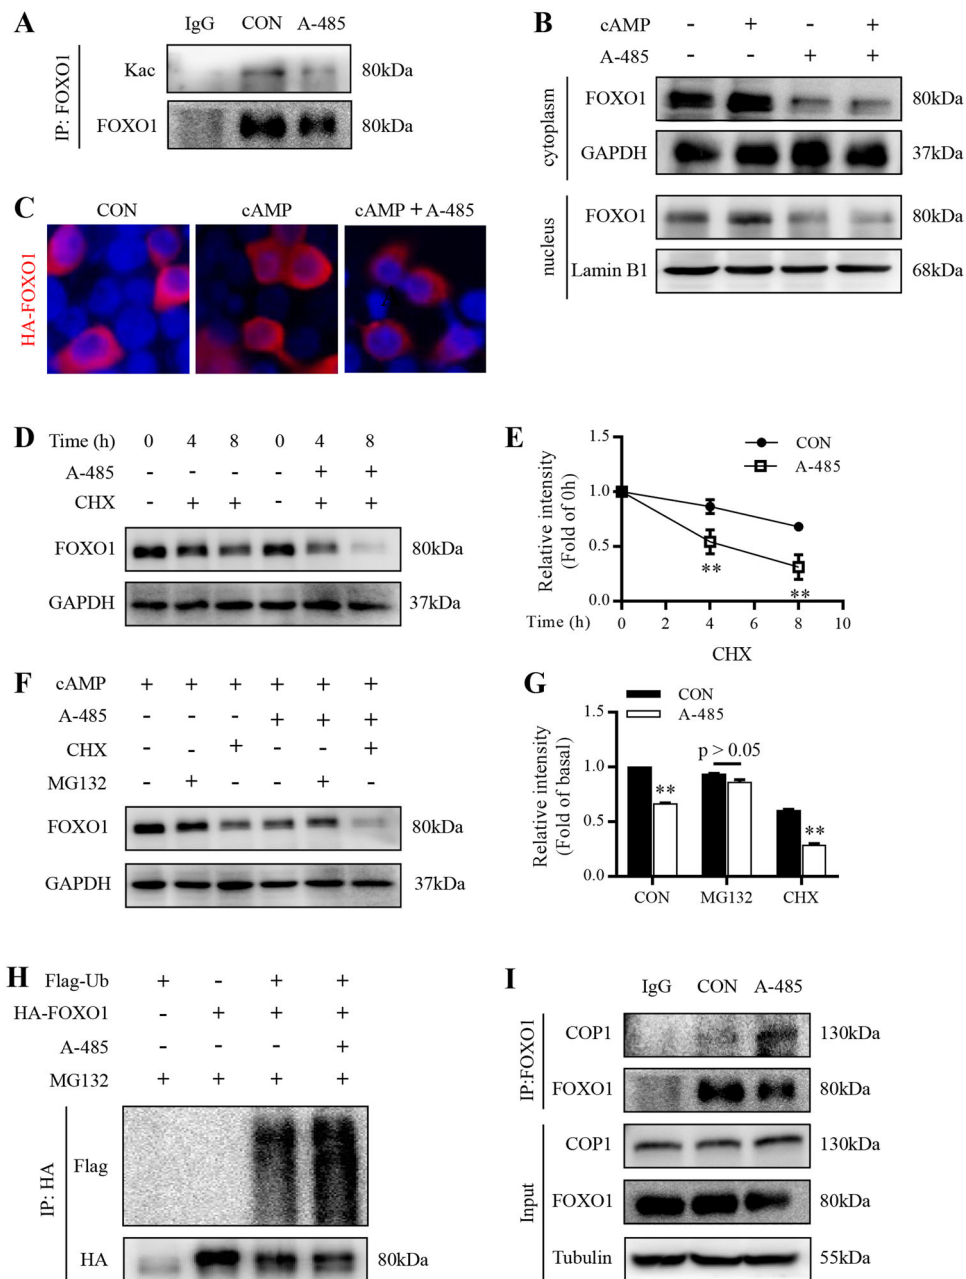 A
IgG CON A-485
IP: FOXO1
Kac 80kDa
FOXO1 80kDa
B
cAMP - + - +
A-485 - - + +
cytoplasm
FOXO1 80kDa
GAPDH 37kDa
nucleus
FOXO1 80kDa
Lamin B1 68kDa
C
CON cAMP cAMP + A-485
HA-FOXO1
D
Time (h) 0 4 8 0 4 8
A-485 - - - - + +
CHX - + + - + +
FOXO1 80kDa
GAPDH 37kDa
E
Relative intensity
(Fold of 0h)
1.5
1.0
0.5
0.0
CON
A-485
**
**
Time (h) 0 2 4 6 8 10
CHX
F
cAMP + + + + + +
A-485 - - - + + +
CHX - - + - - +
MG132 - + - - + -
FOXO1 80kDa
GAPDH 37kDa
G
CON
A-485
Relative intensity
(Fold of basal)
1.5
1.0
0.5
0.0
**
p > 0.05
**
CON MG132 CHX
H
Flag-Ub + - + +
HA-FOXO1 - + + +
A-485 - - - +
MG132 + + + +
IP: HA
Flag
HA 80kDa
I
IgG CON A-485
IP:FOXO1
COP1 130kDa
FOXO1 80kDa
Input
COP1 130kDa
FOXO1 80kDa
Tubulin 55kDa